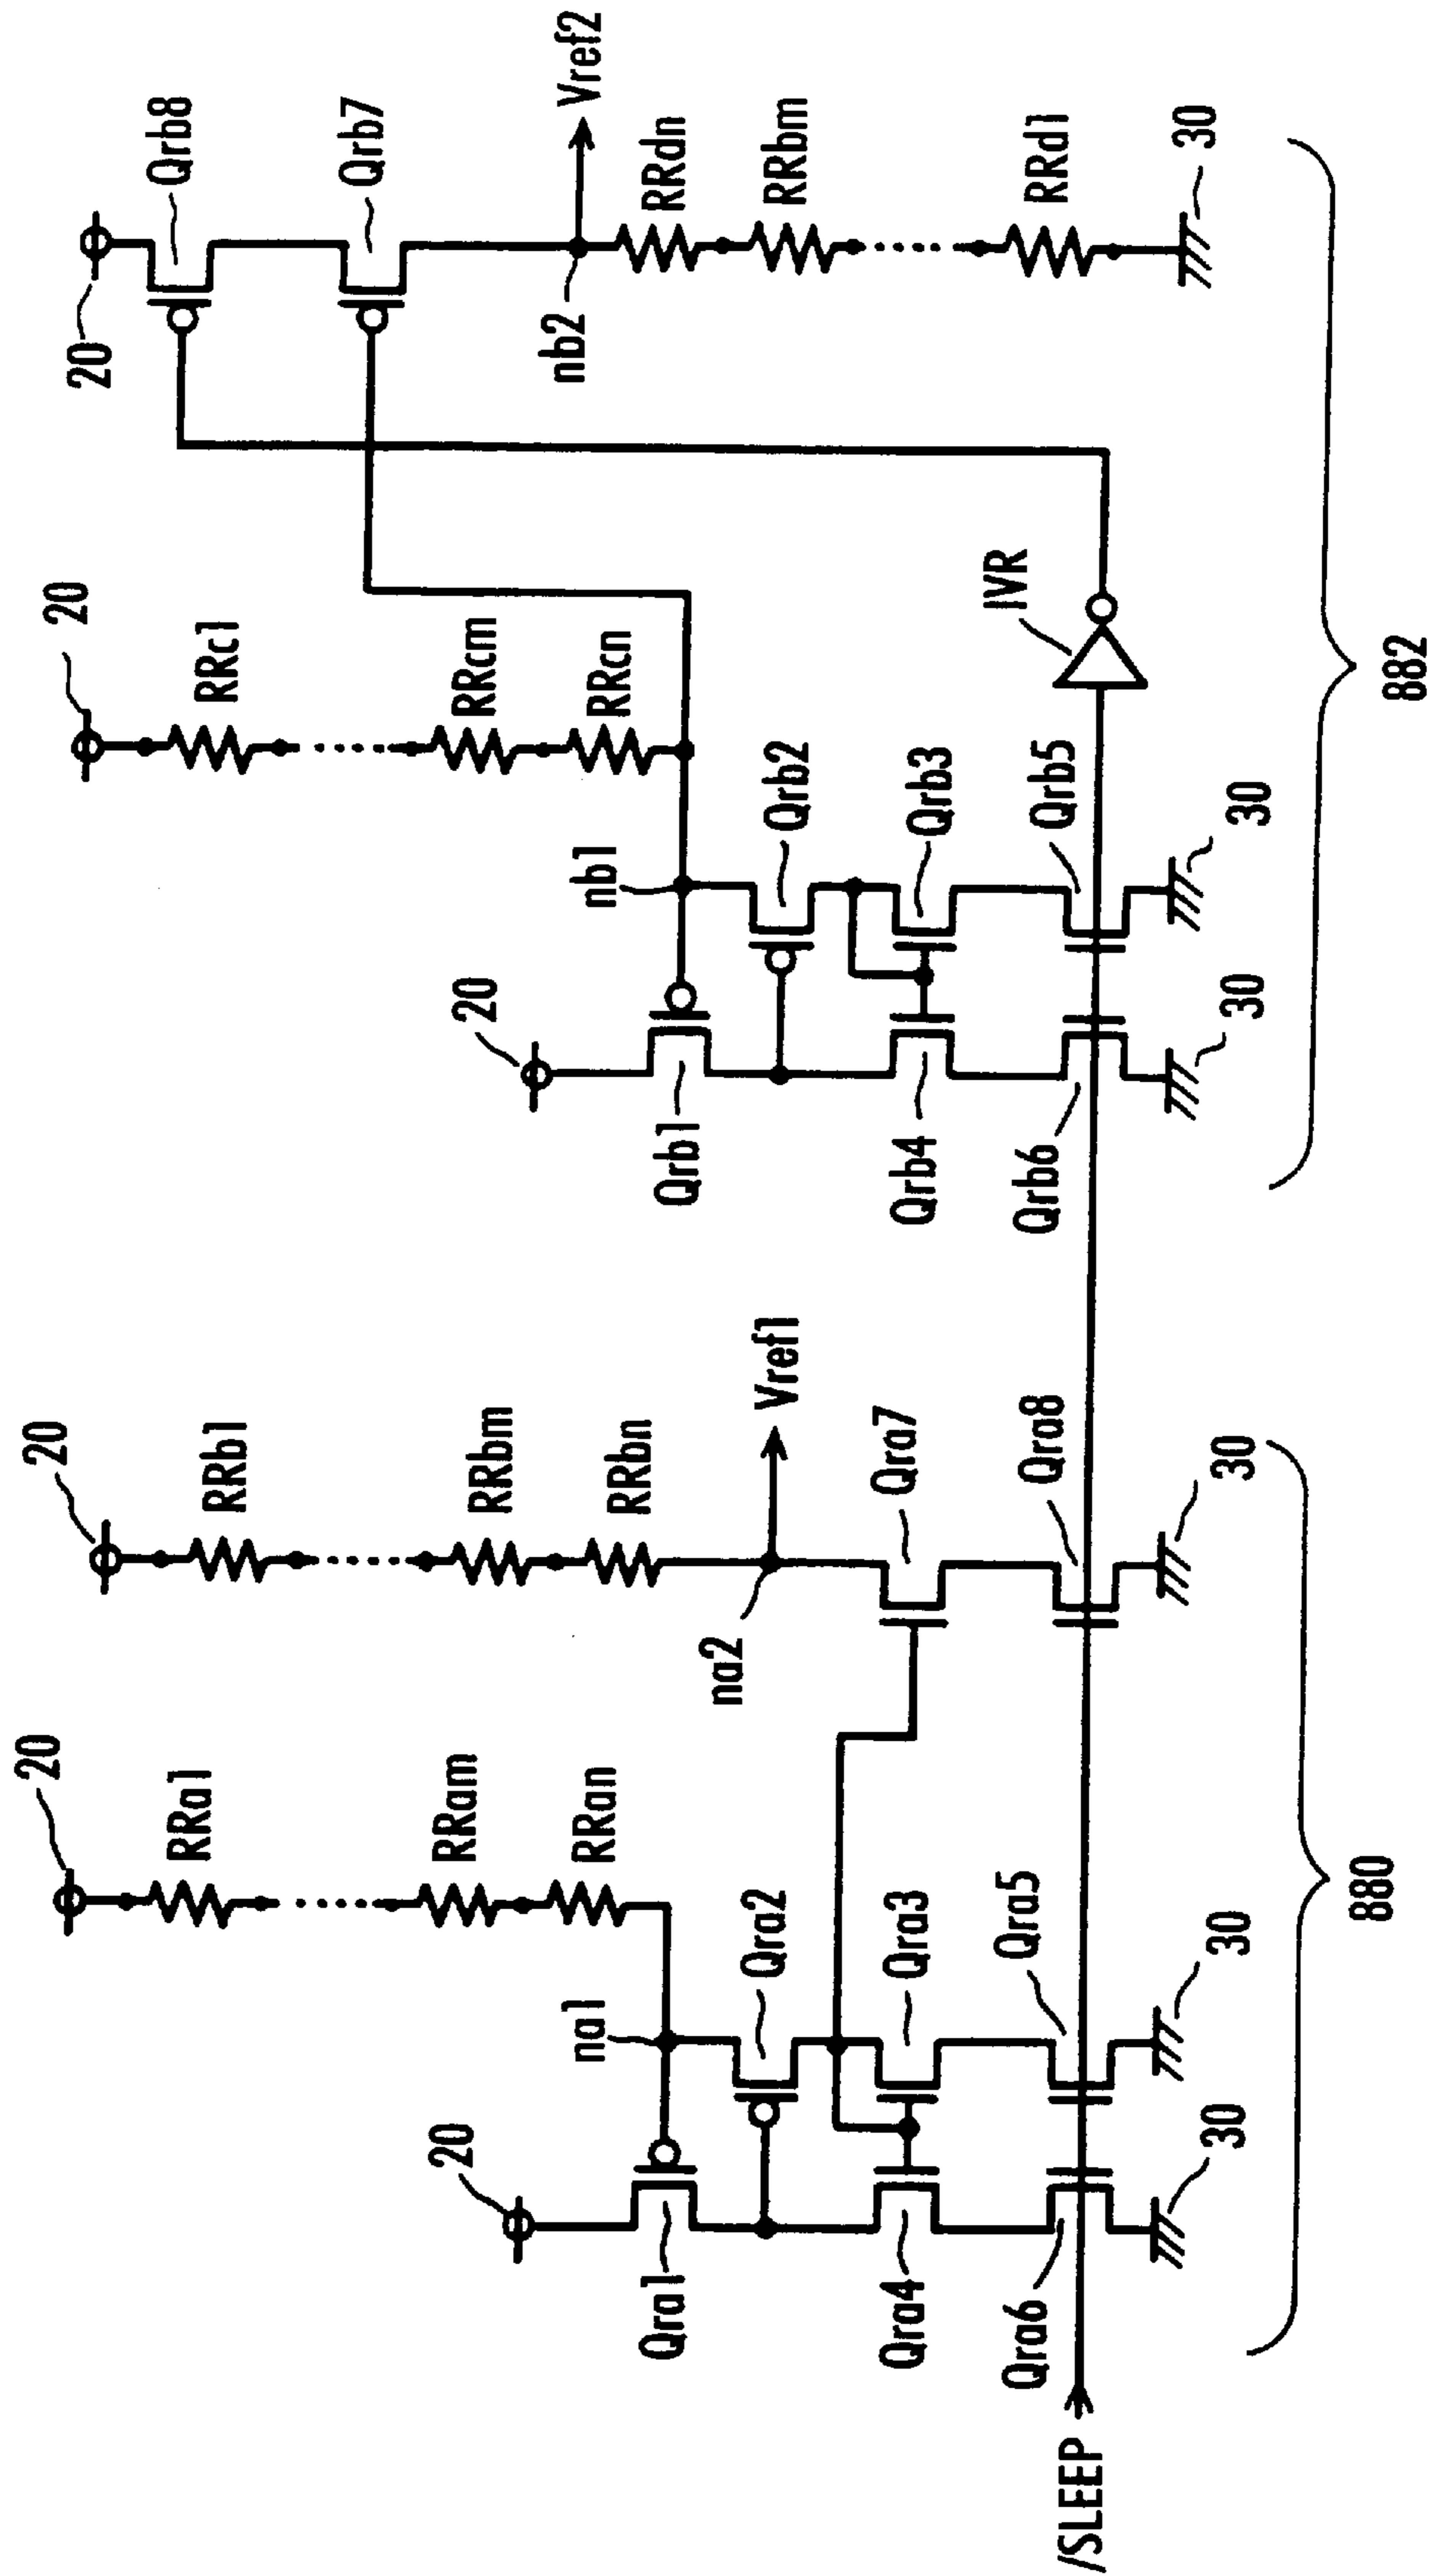 20
20
RRa1
RRb1
RRam
RRbm
RRan
RRbn
20
na1
na2
Vref1
Qra1
Qra2
Qra4
Qra3
Qra7
Qra6
Qra5
Qra8
/SLEEP
30
30
30
880
20
20
Qrb8
RRc1
Qrb7
RRcm
RRcn
20
nb1
nb2
Vref2
Qrb1
Qrb2
RRdn
RRbm
Qrb4
Qrb3
IVR
RRd1
Qrb6
Qrb5
30
30
30
882